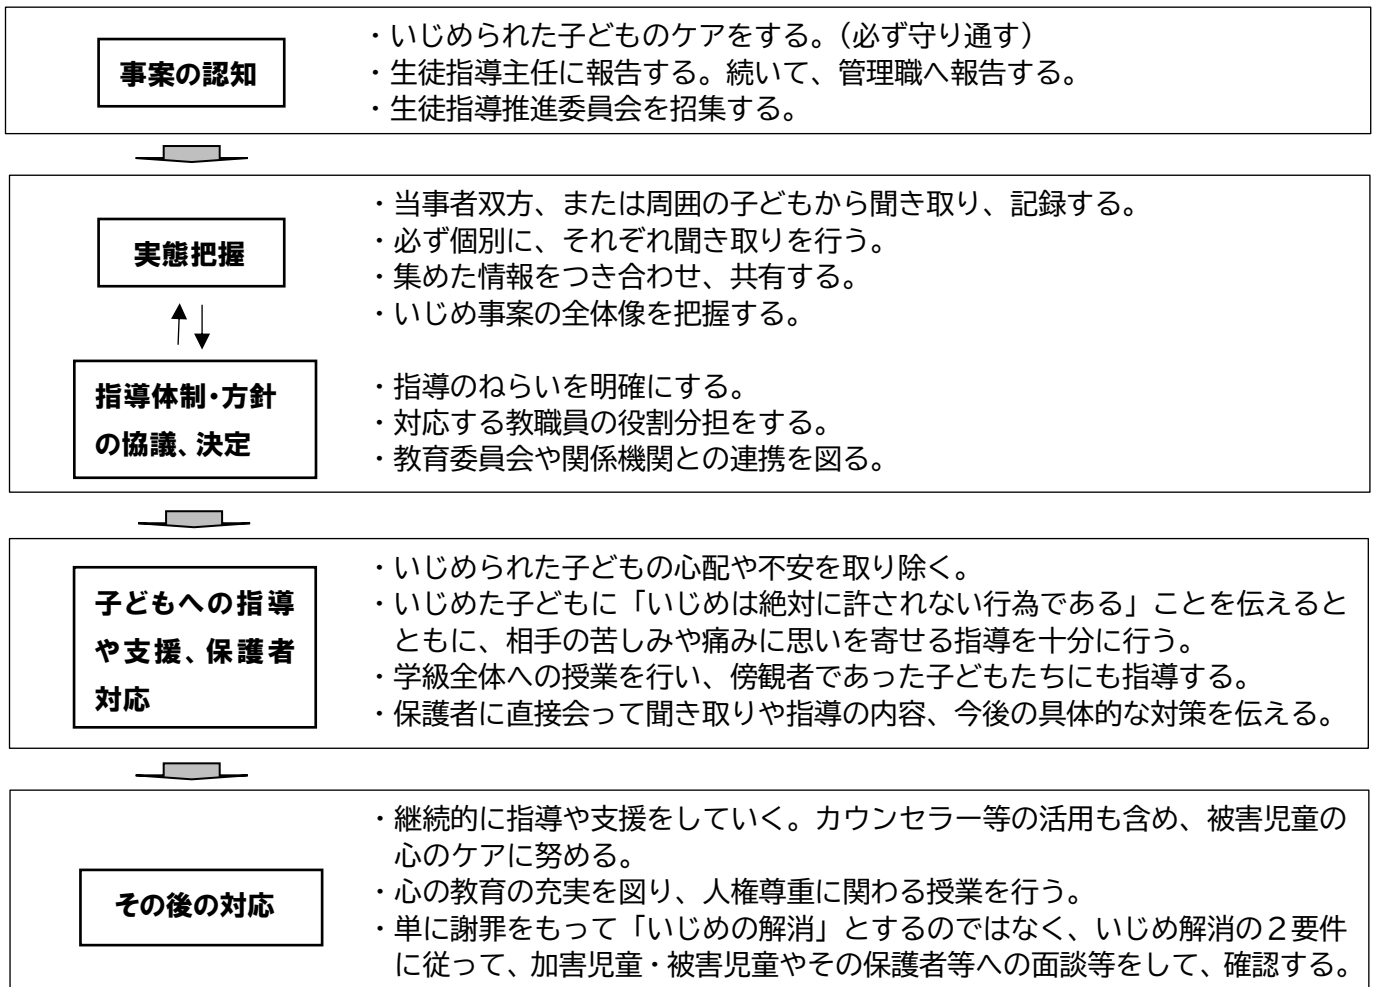 事案の認知
・いじめられた子どものケアをする。（必ず守り通す）
・生徒指導主任に報告する。続いて、管理職へ報告する。
・生徒指導推進委員会を招集する。
実態把握
・当事者双方、または周囲の子どもから聞き取り、記録する。
・必ず個別に、それぞれ聞き取りを行う。
・集めた情報をつき合わせ、共有する。
・いじめ事案の全体像を把握する。
指導体制・方針
の協議、決定
・指導のねらいを明確にする。
・対応する教職員の役割分担をする。
・教育委員会や関係機関との連携を図る。
子どもへの指導
や支援、保護者
対応
・いじめられた子どもの心配や不安を取り除く。
・いじめた子どもに「いじめは絶対に許されない行為である」ことを伝えると
ともに、相手の苦しみや痛みに思いを寄せる指導を十分に行う。
・学級全体への授業を行い、傍観者であった子どもたちにも指導する。
・保護者に直接会って聞き取りや指導の内容、今後の具体的な対策を伝える。
その後の対応
・継続的に指導や支援をしていく。カウンセラー等の活用も含め、被害児童の
心のケアに努める。
・心の教育の充実を図り、人権尊重に関わる授業を行う。
・単に謝罪をもって「いじめの解消」とするのではなく、いじめ解消の２要件
に従って、加害児童・被害児童やその保護者等への面談等をして、確認する。